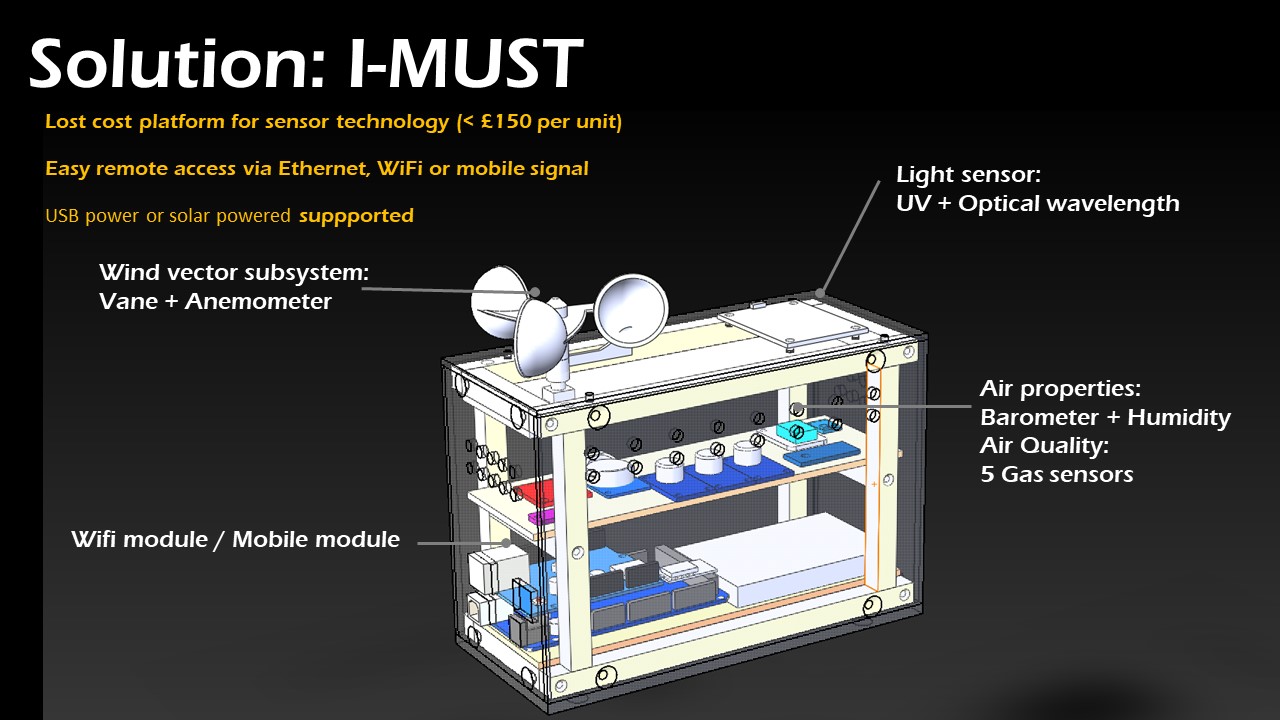 Solution: I-MUST
Lost cost platform for sensor technology (< £150 per unit)
Easy remote access via Ethernet, WiFi or mobile signal
USB power or solar powered suppported
Light sensor:
UV + Optical wavelength
Wind vector subsystem:
Vane + Anemometer
Air properties:
Barometer + Humidity
Air Quality:
5 Gas sensors
Wifi module / Mobile module